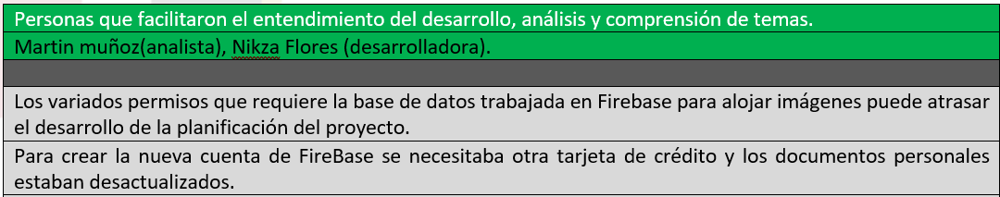 Personas que facilitaron el entendimiento del desarrollo, análisis y comprensión de temas.
Martin muñoz(analista), Nikza Flores (desarrolladora).
Los variados permisos que requiere la base de datos trabajada en Firebase para alojar imágenes puede atrasar
el desarrollo de la planificación del proyecto.
Para crear la nueva cuenta de FireBase se necesitaba otra tarjeta de crédito y los documentos personales
estaban desactualizados.